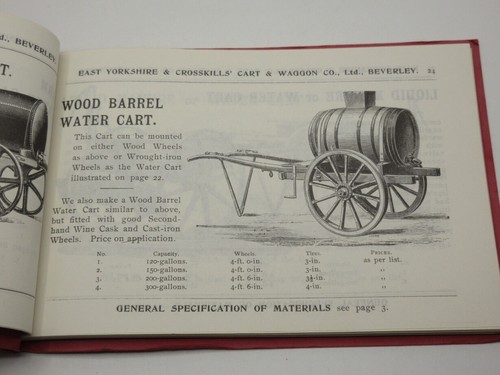 td., BEVERLEY.
RT.
EAST YORKSHIRE & CROSSKILLS' CART & WAGGON CO., Ltd., BEVERLEY. 21
WOOD BARREL
WATER CART.
This Cart can be mounted
on either Wood Wheels
as above or Wrought-iron
Wheels as the Water Cart
illustrated on page 22.
We also make a Wood Barrel
Water Cart similar to above,
but fitted with good Second-
hand Wine Cask and Cast-iron
Wheels. Price on application.
No. Capacity. Wheels. Tires. Prices.
1. 120-gallons. 4-ft. 0-in. 3-in. as per list.
2. 150-gallons. 4-ft. 0-in. 3-in. ,,
3. 200-gallons. 4-ft. 6-in. 3½-in. ,,
4. 300-gallons. 4-ft. 6-in. 4-in. ,,
GENERAL SPECIFICATION OF MATERIALS see page 3.